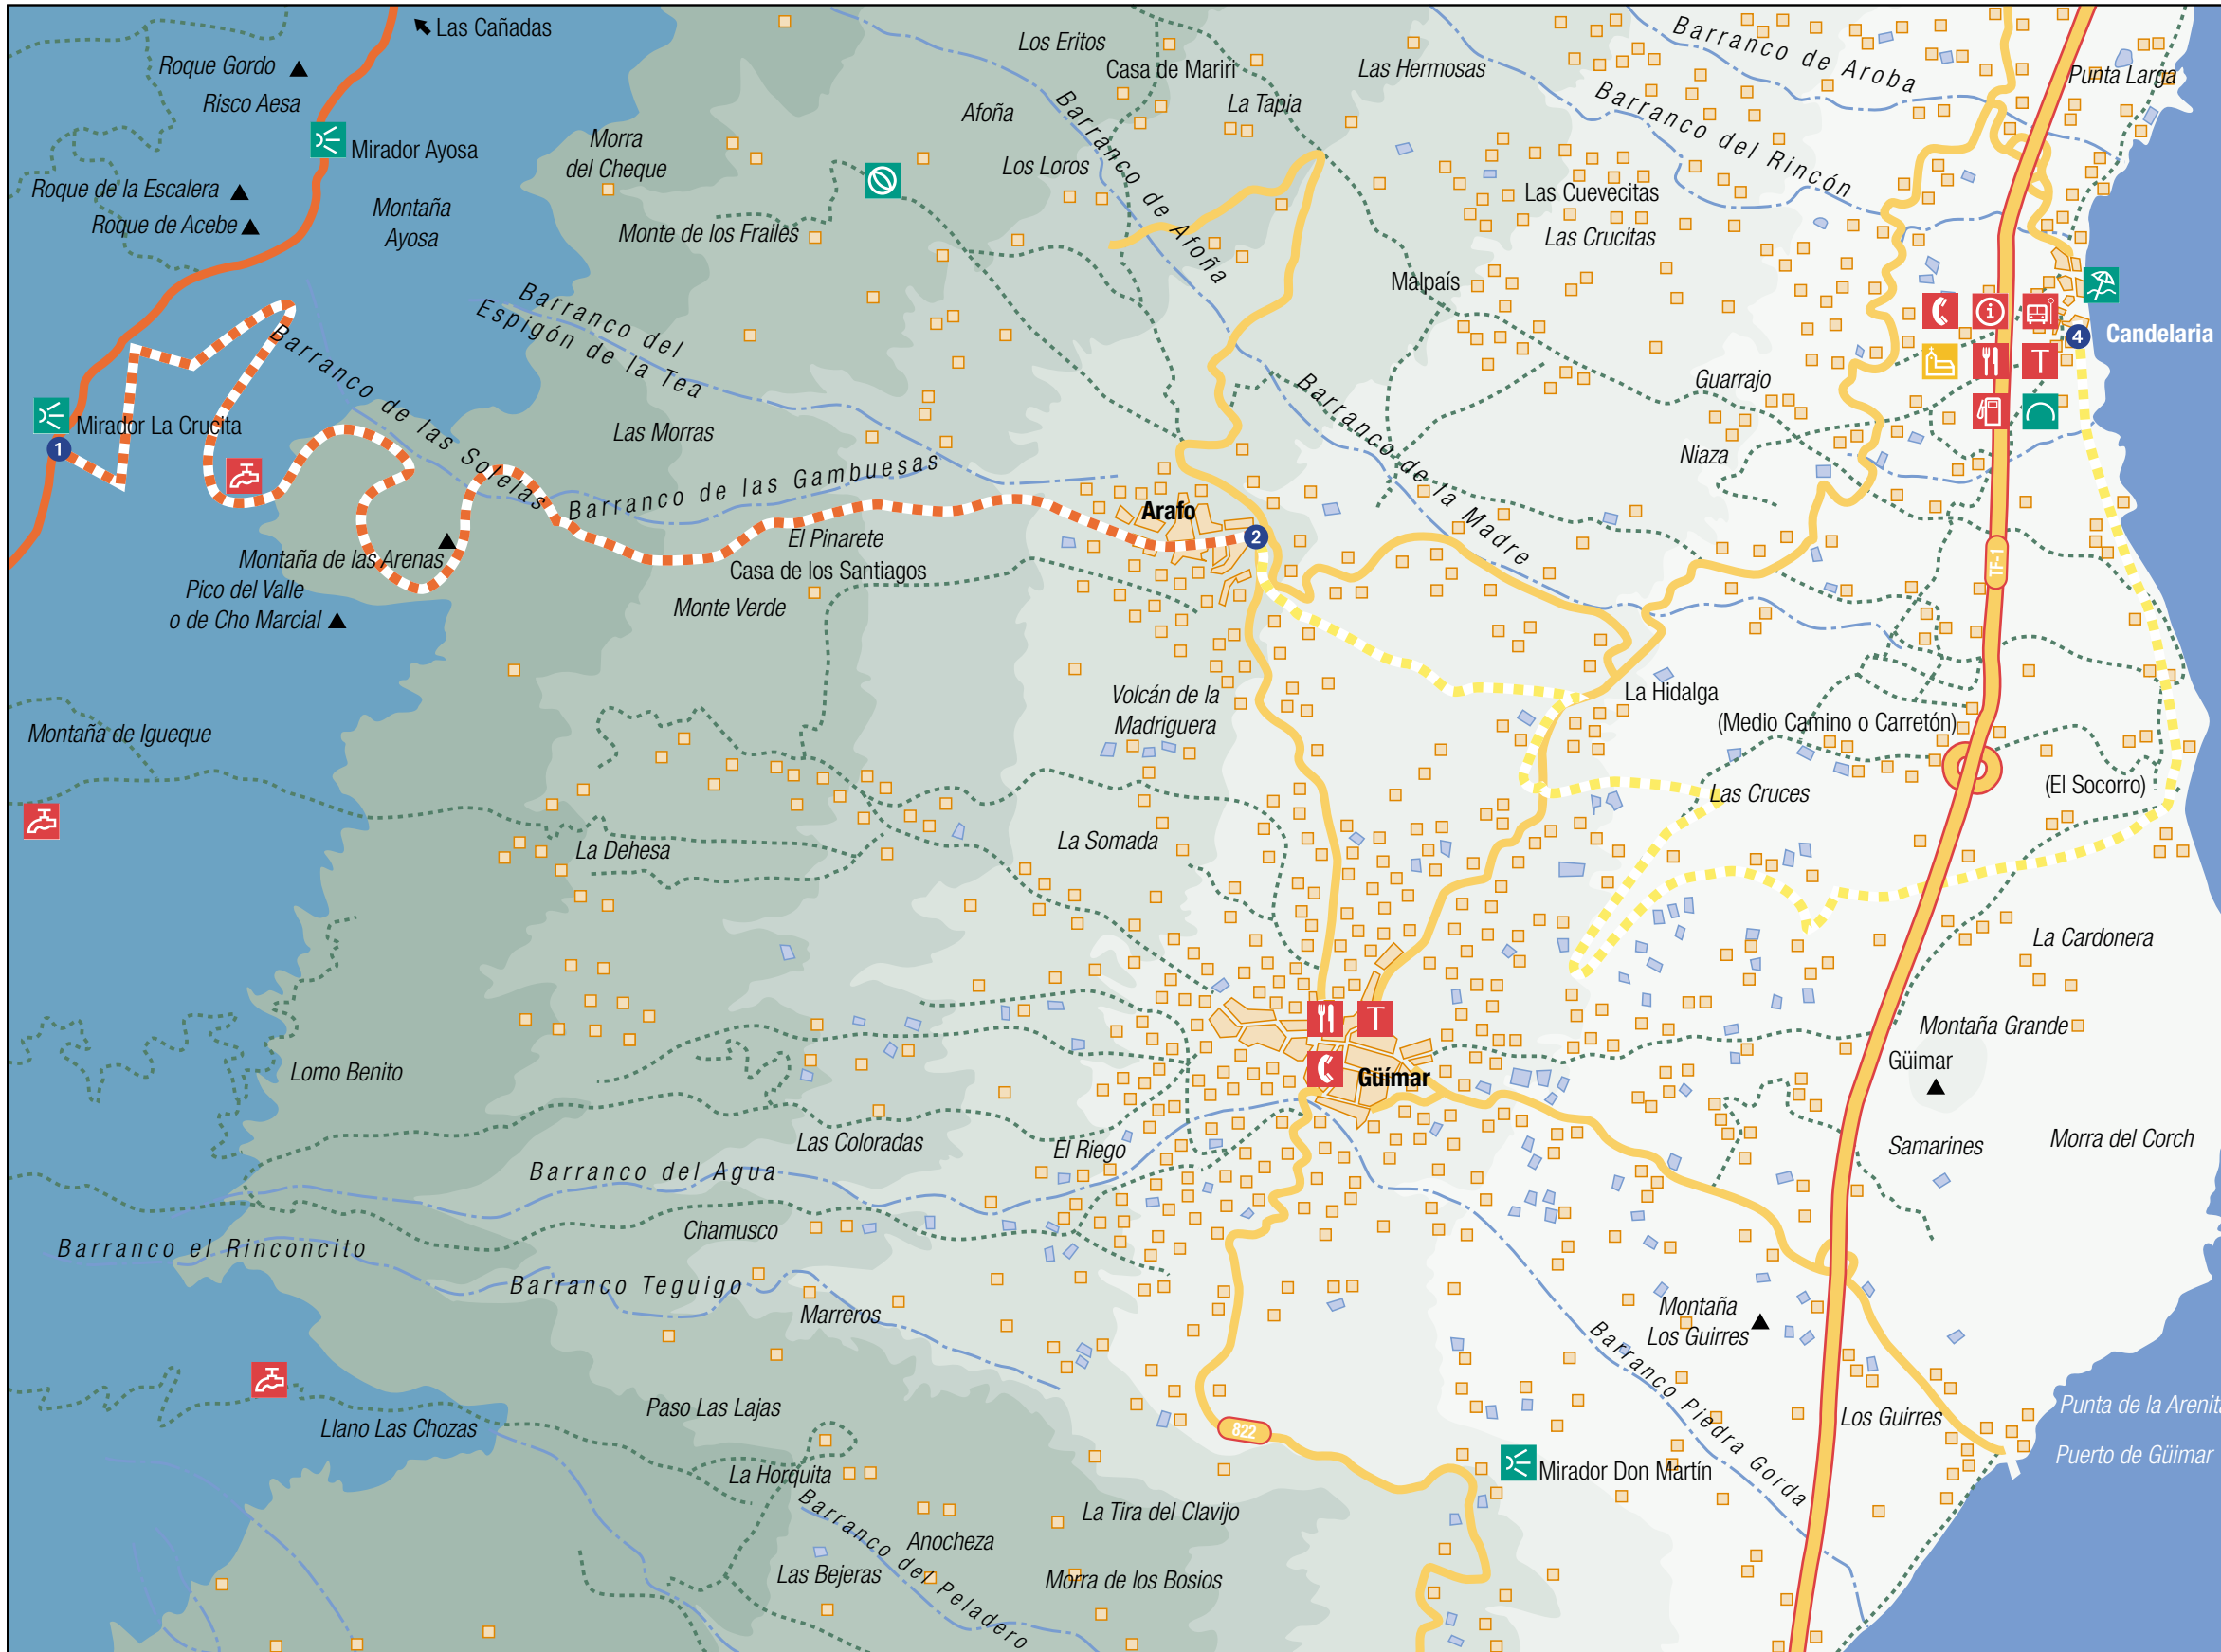 Las Cañadas
Roque Gordo
Risco Aesa
Mirador Ayosa
Roque de la Escalera
Roque de Acebe
Montaña
Ayosa
Morra
del Cheque
Monte de los Frailes
Los Eritos
Casa de Mariri
Afoña
La Tapia
Los Loros
Las Hermosas
Barranco de Aroba
Punta Larga
Barranco del Rincón
Barranco de Afoña
Las Cuevecitas
Las Crucitas
Malpaís
Candelaria
4
Barranco del
Espigón de la Tea
Barranco de las Solelas
Mirador La Crucita
1
Las Morras
Barranco de las Gambuesas
Barranco de la Madre
Guarrajo
Niaza
Arafo
2
TF-1
El Pinarete
Casa de los Santiagos
Monte Verde
Montaña de las Arenas
Pico del Valle
o de Cho Marcial
Volcán de la
Madriguera
La Hidalga
(Medio Camino o Carretón)
Montaña de Igueque
Las Cruces
(El Socorro)
La Somada
La Dehesa
La Cardonera
Montaña Grande
Güimar
Lomo Benito
Güímar
Las Coloradas
El Riego
Samarines
Morra del Corch
Barranco del Agua
Chamusco
Barranco el Rinconcito
Barranco Teguigo
Marreros
Montaña
Los Guirres
Barranco Piedra Gorda
Paso Las Lajas
Llano Las Chozas
822
Los Guirres
Punta de la Arenita
Puerto de Güimar
La Horquita
Mirador Don Martín
Barranco del Peladero
La Tira del Clavijo
Anocheza
Las Bejeras
Morra de los Bosios